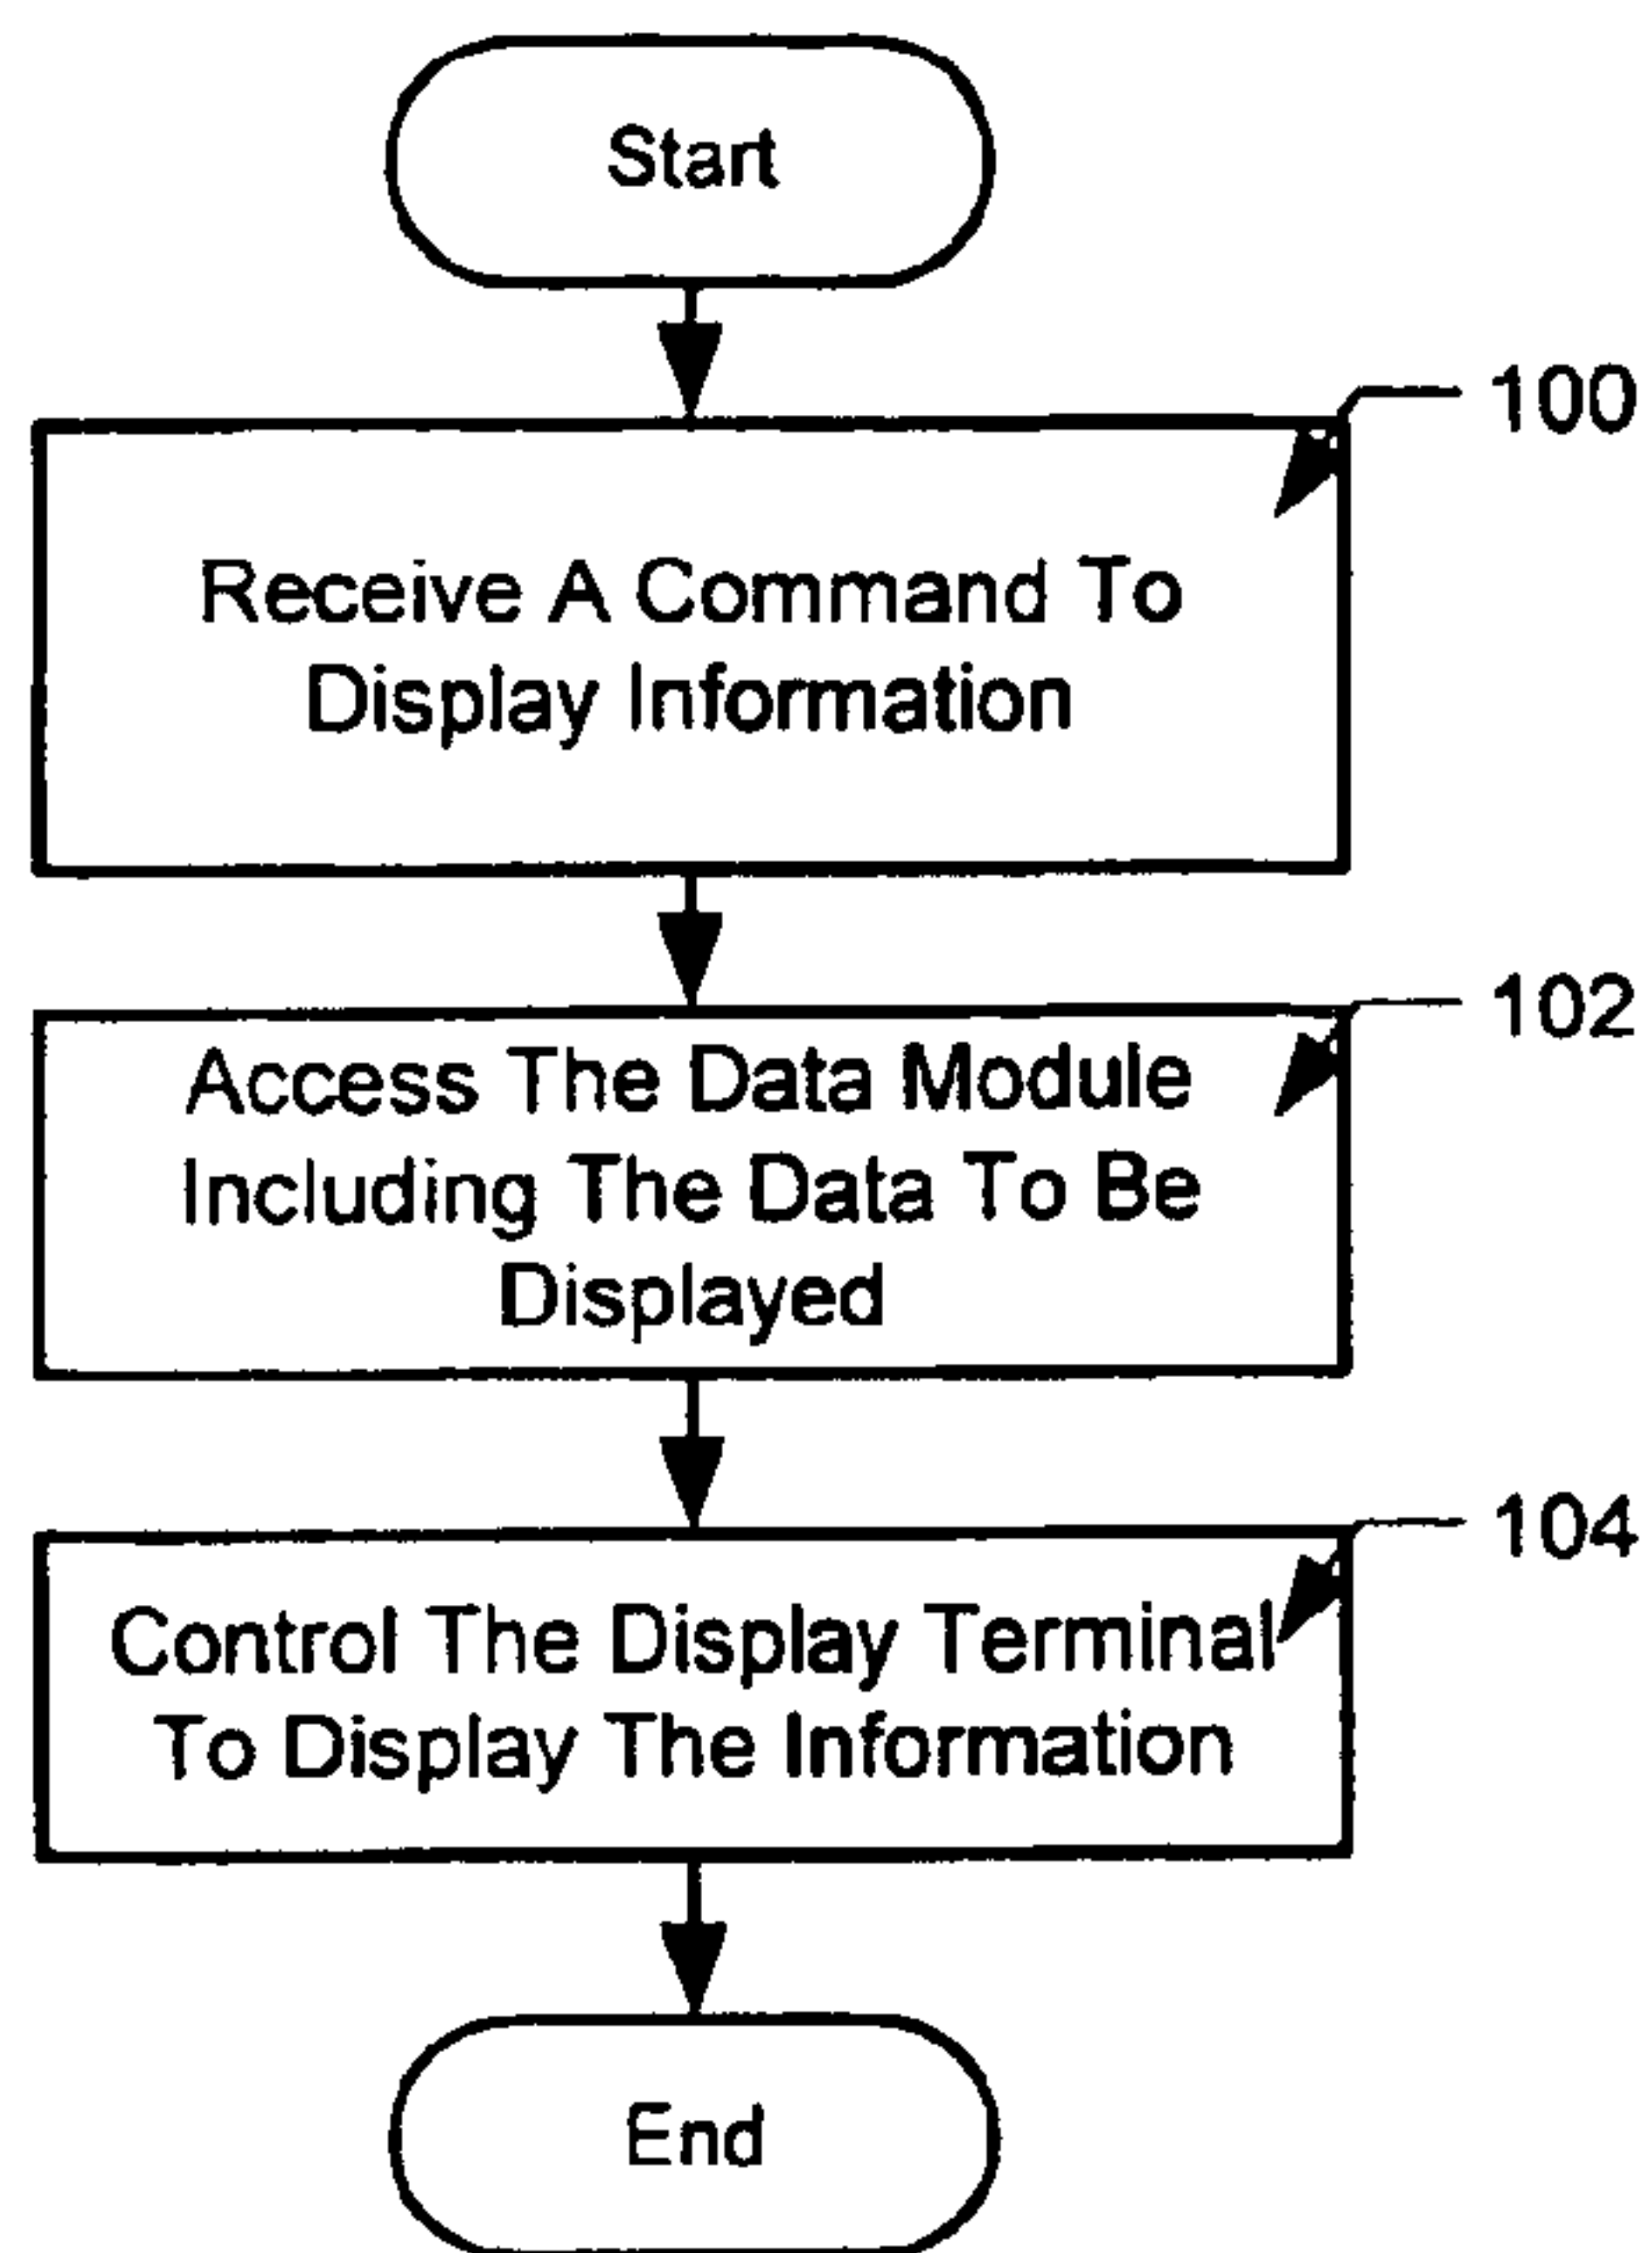 Start
100
Receive A Command To
Display Information
102
Access The Data Module
Including The Data To Be
Displayed
104
Control The Display Terminal
To Display The Information
End